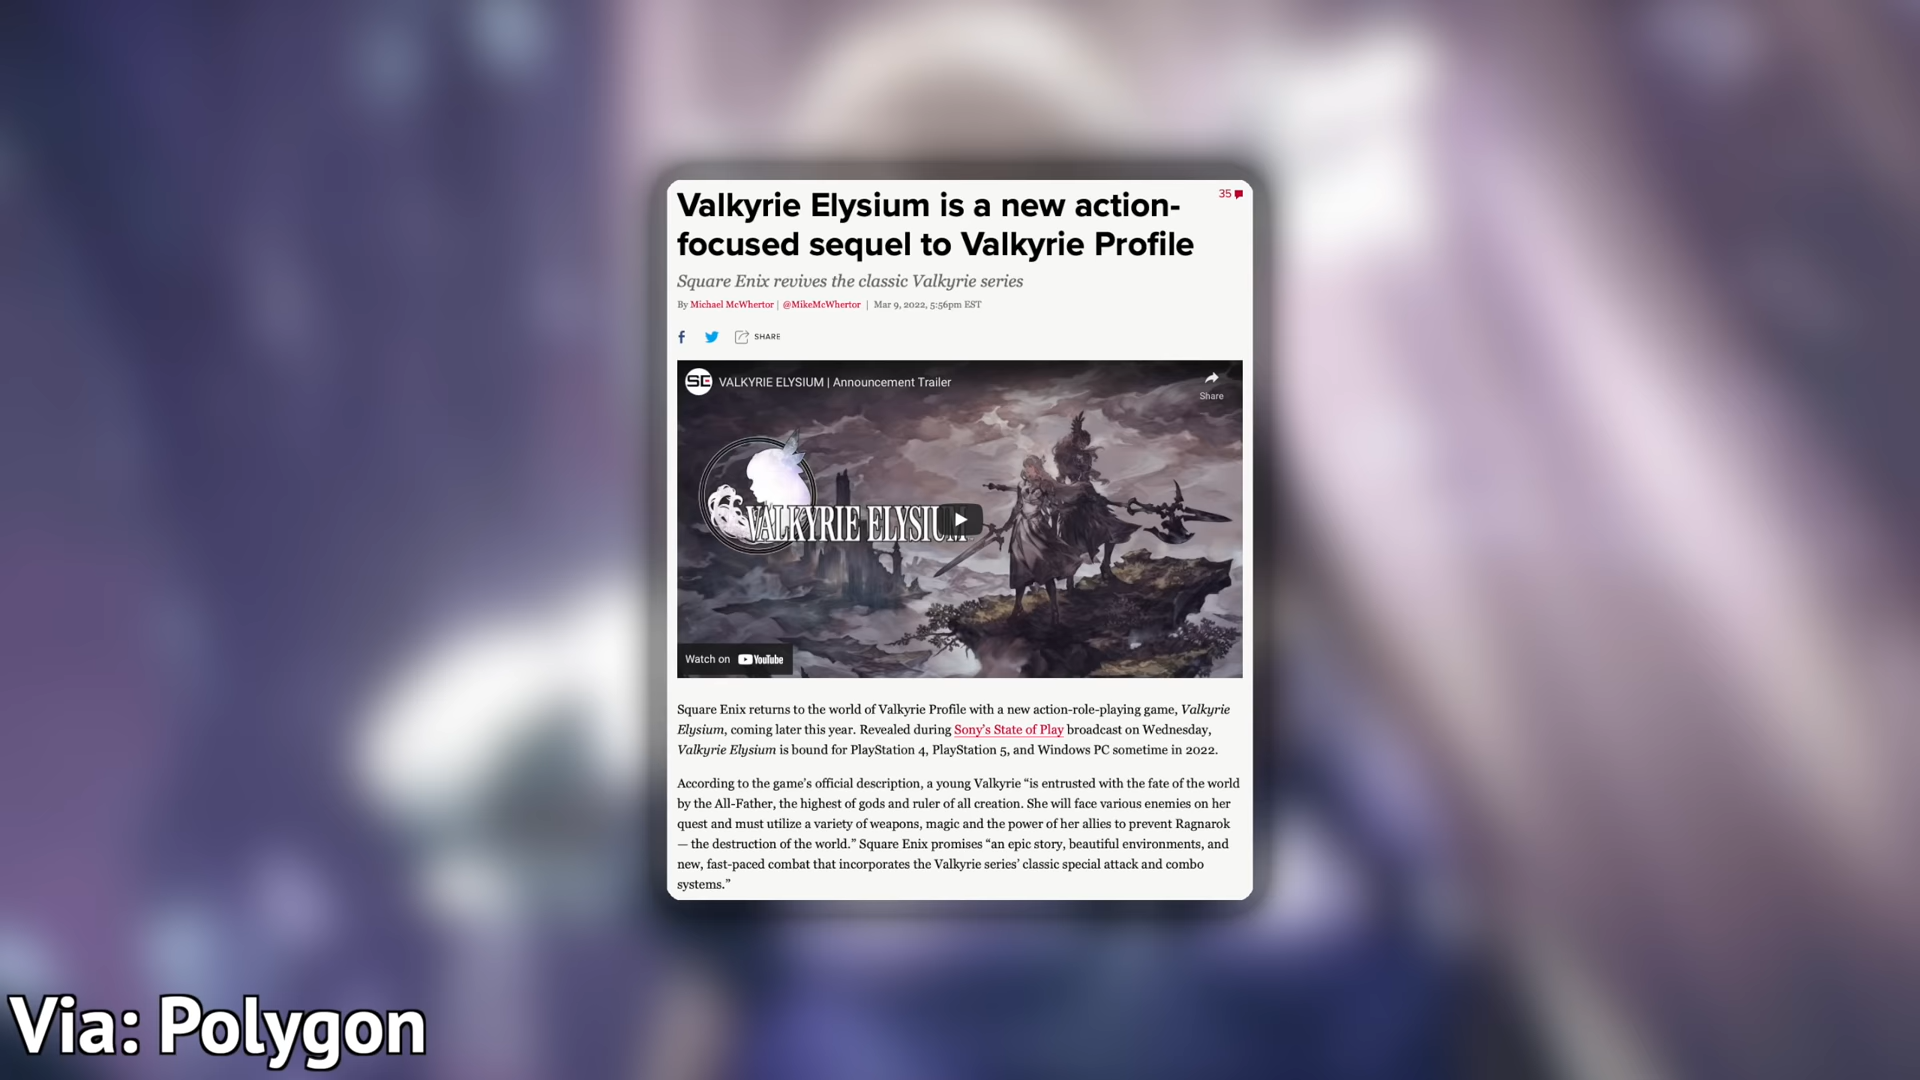 Valkyrie Elysium is a new action-
focused sequel to Valkyrie Profile
35
Square Enix revives the classic Valkyrie series
By Michael McWhertor | @MikeMcWhertor | Mar 9, 2022, 5:56pm EST
f SHARE
SE VALKYRIE ELYSIUM | Announcement Trailer
Share
VALKYRIE ELYSIUM
Watch on YouTube
Square Enix returns to the world of Valkyrie Profile with a new action-role-playing game, Valkyrie
Elysium, coming later this year. Revealed during Sony’s State of Play broadcast on Wednesday,
Valkyrie Elysium is bound for PlayStation 4, PlayStation 5, and Windows PC sometime in 2022.
According to the game’s official description, a young Valkyrie “is entrusted with the fate of the world
by the All-Father, the highest of gods and ruler of all creation. She will face various enemies on her
quest and must utilize a variety of weapons, magic and the power of her allies to prevent Ragnarok
— the destruction of the world.” Square Enix promises “an epic story, beautiful environments, and
new, fast-paced combat that incorporates the Valkyrie series’ classic special attack and combo
systems.”
Via: Polygon